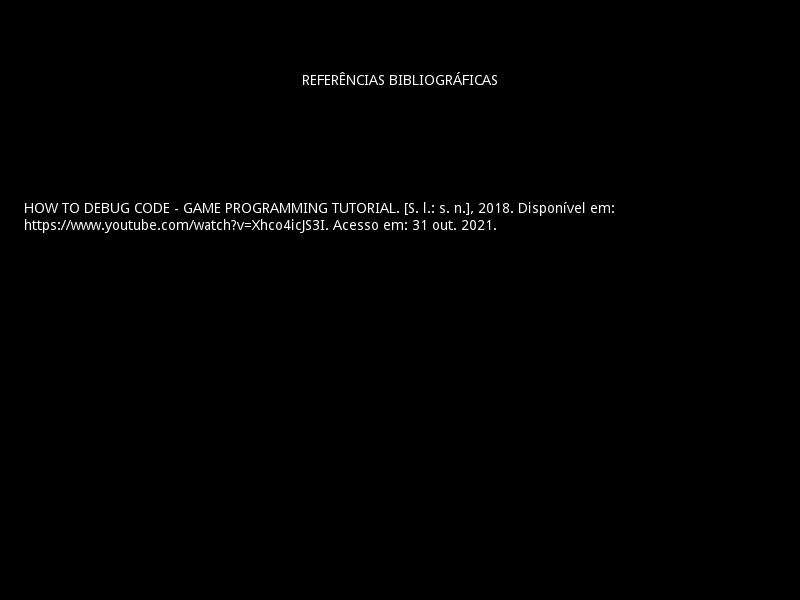 REFERÊNCIAS BIBLIOGRÁFICAS
HOW TO DEBUG CODE - GAME PROGRAMMING TUTORIAL. [S. l.: s. n.], 2018. Disponível em:
https://www.youtube.com/watch?v=Xhco4icJS3I. Acesso em: 31 out. 2021.